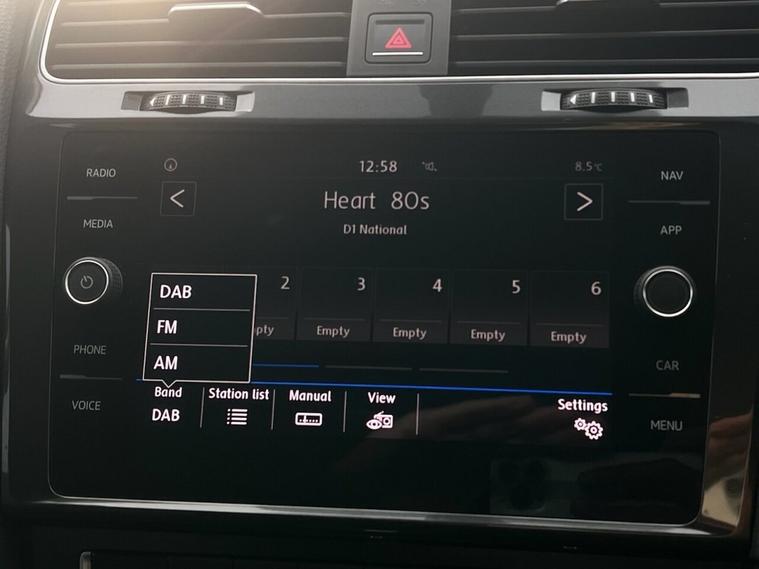 RADIO
MEDIA
PHONE
VOICE
12:58
8.5°C
Heart 80s
D1 National
DAB
FM
AM
2
3
4
5
6
pty
Empty
Empty
Empty
Empty
Band
DAB
Station list
Manual
View
Settings
NAV
APP
CAR
MENU